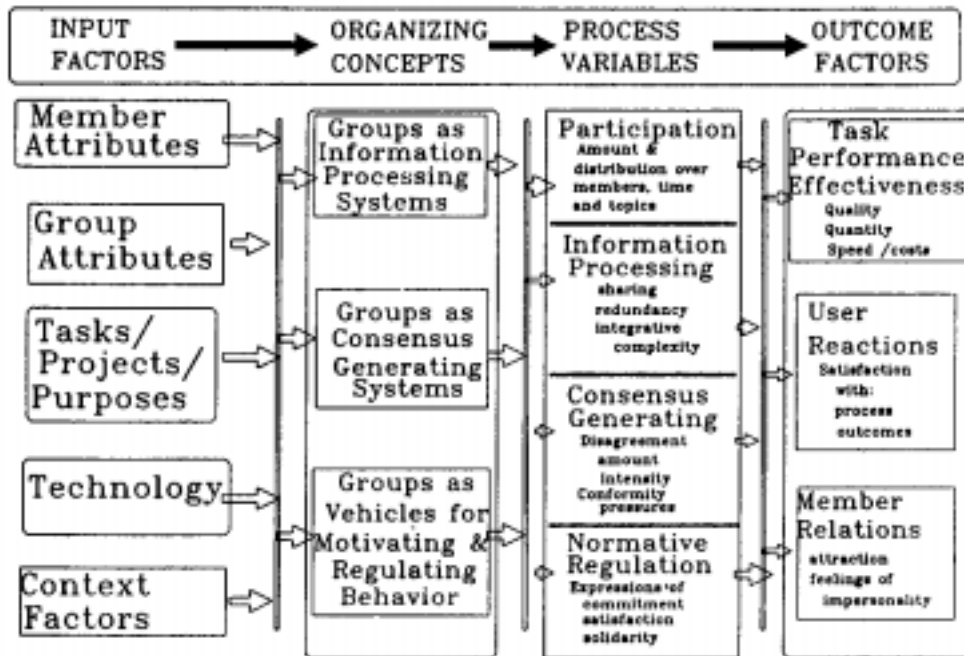 INPUT
FACTORS
ORGANIZING
CONCEPTS
PROCESS
VARIABLES
OUTCOME
FACTORS
Member
Attributes
Group
Attributes
Tasks/
Projects/
Purposes
Technology
Context
Factors
Groups as
Information
Processing
Systems
Groups as
Consensus
Generating
Systems
Groups as
Vehicles for
Motivating &
Regulating
Behavior
Participation
Amount &
distribution over
members, time
and topics
Information
Processing
sharing
redundancy
integrative
complexity
Consensus
Generating
Disagreement
amount
intensity
Conformity
pressures
Normative
Regulation
Expressions of
commitment
satisfaction
solidarity
Task
Performance
Effectiveness
Quality
Quantity
Speed /costs
User
Reactions
Satisfaction
with:
process
outcomes
Member
Relations
attraction
feelings of
impersonality